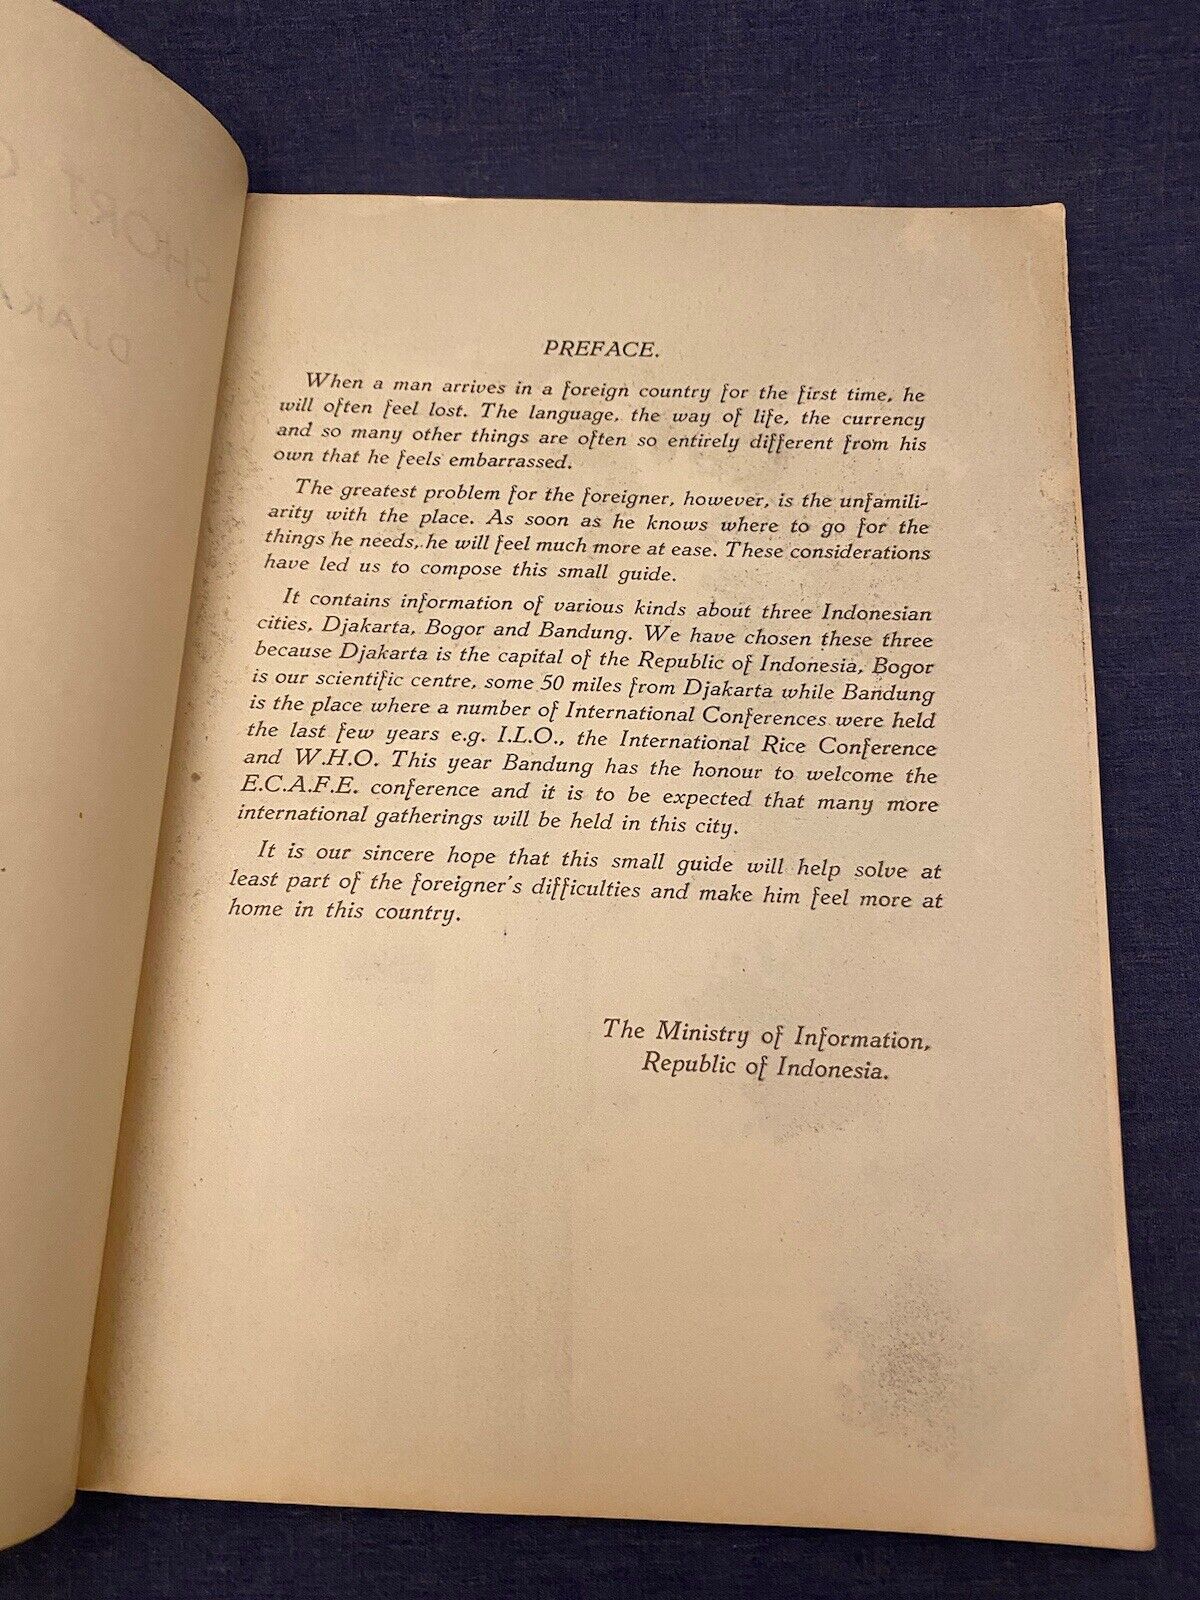 SHORT
DJAKA
PREFACE.
When a man arrives in a foreign country for the first time, he
will often feel lost. The language, the way of life, the currency
and so many other things are often so entirely different from his
own that he feels embarrassed.
The greatest problem for the foreigner, however, is the unfamili-
arity with the place. As soon as he knows where to go for the
things he needs, he will feel much more at ease. These considerations
have led us to compose this small guide.
It contains information of various kinds about three Indonesian
cities, Djakarta, Bogor and Bandung. We have chosen these three
because Djakarta is the capital of the Republic of Indonesia, Bogor
is our scientific centre, some 50 miles from Djakarta while Bandung
is the place where a number of International Conferences were held
the last few years e.g. I.L.O., the International Rice Conference
and W.H.O. This year Bandung has the honour to welcome the
E.C.A.F.E. conference and it is to be expected that many more
international gatherings will be held in this city.
It is our sincere hope that this small guide will help solve at
least part of the foreigner's difficulties and make him feel more at
home in this country.
The Ministry of Information,
Republic of Indonesia.